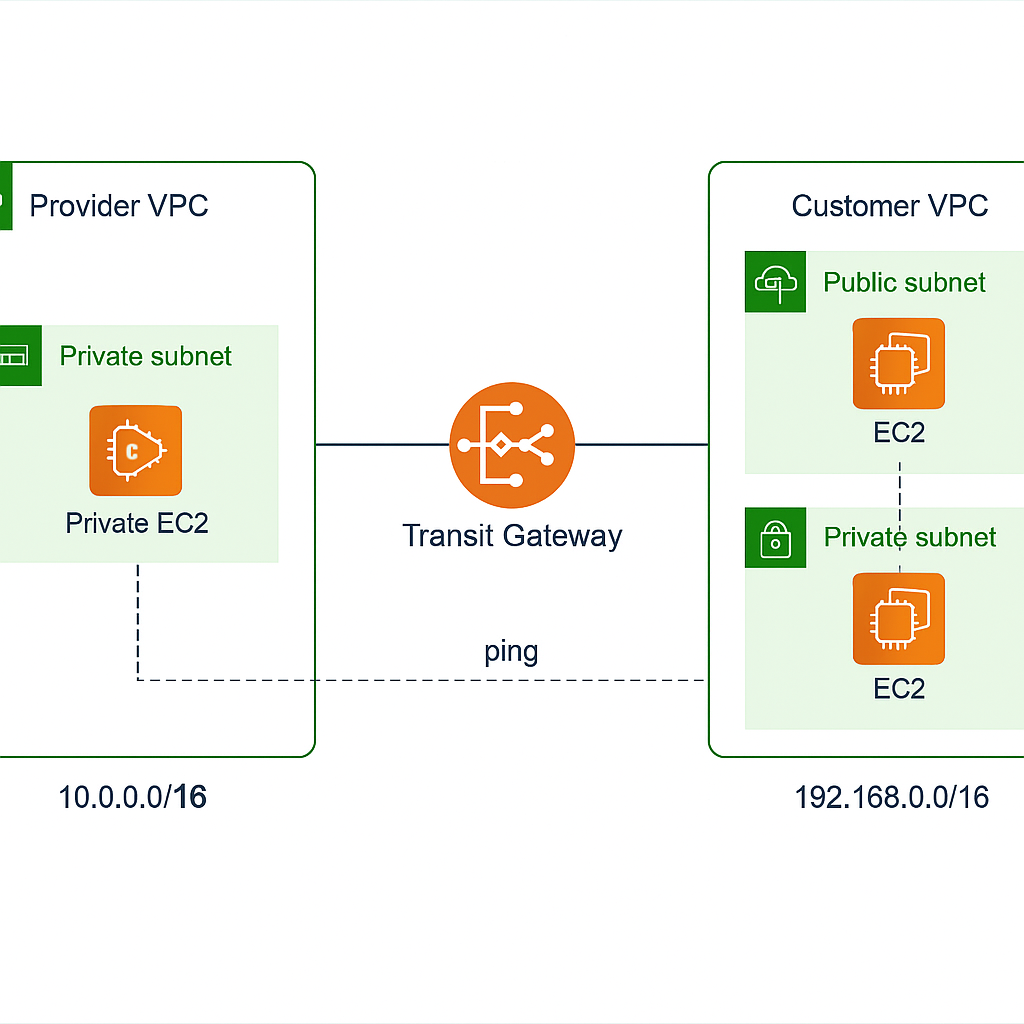 Provider VPC
Private subnet
C
Private EC2
10.0.0.0/16
Transit Gateway
ping
Customer VPC
Public subnet
EC2
Private subnet
EC2
192.168.0.0/16